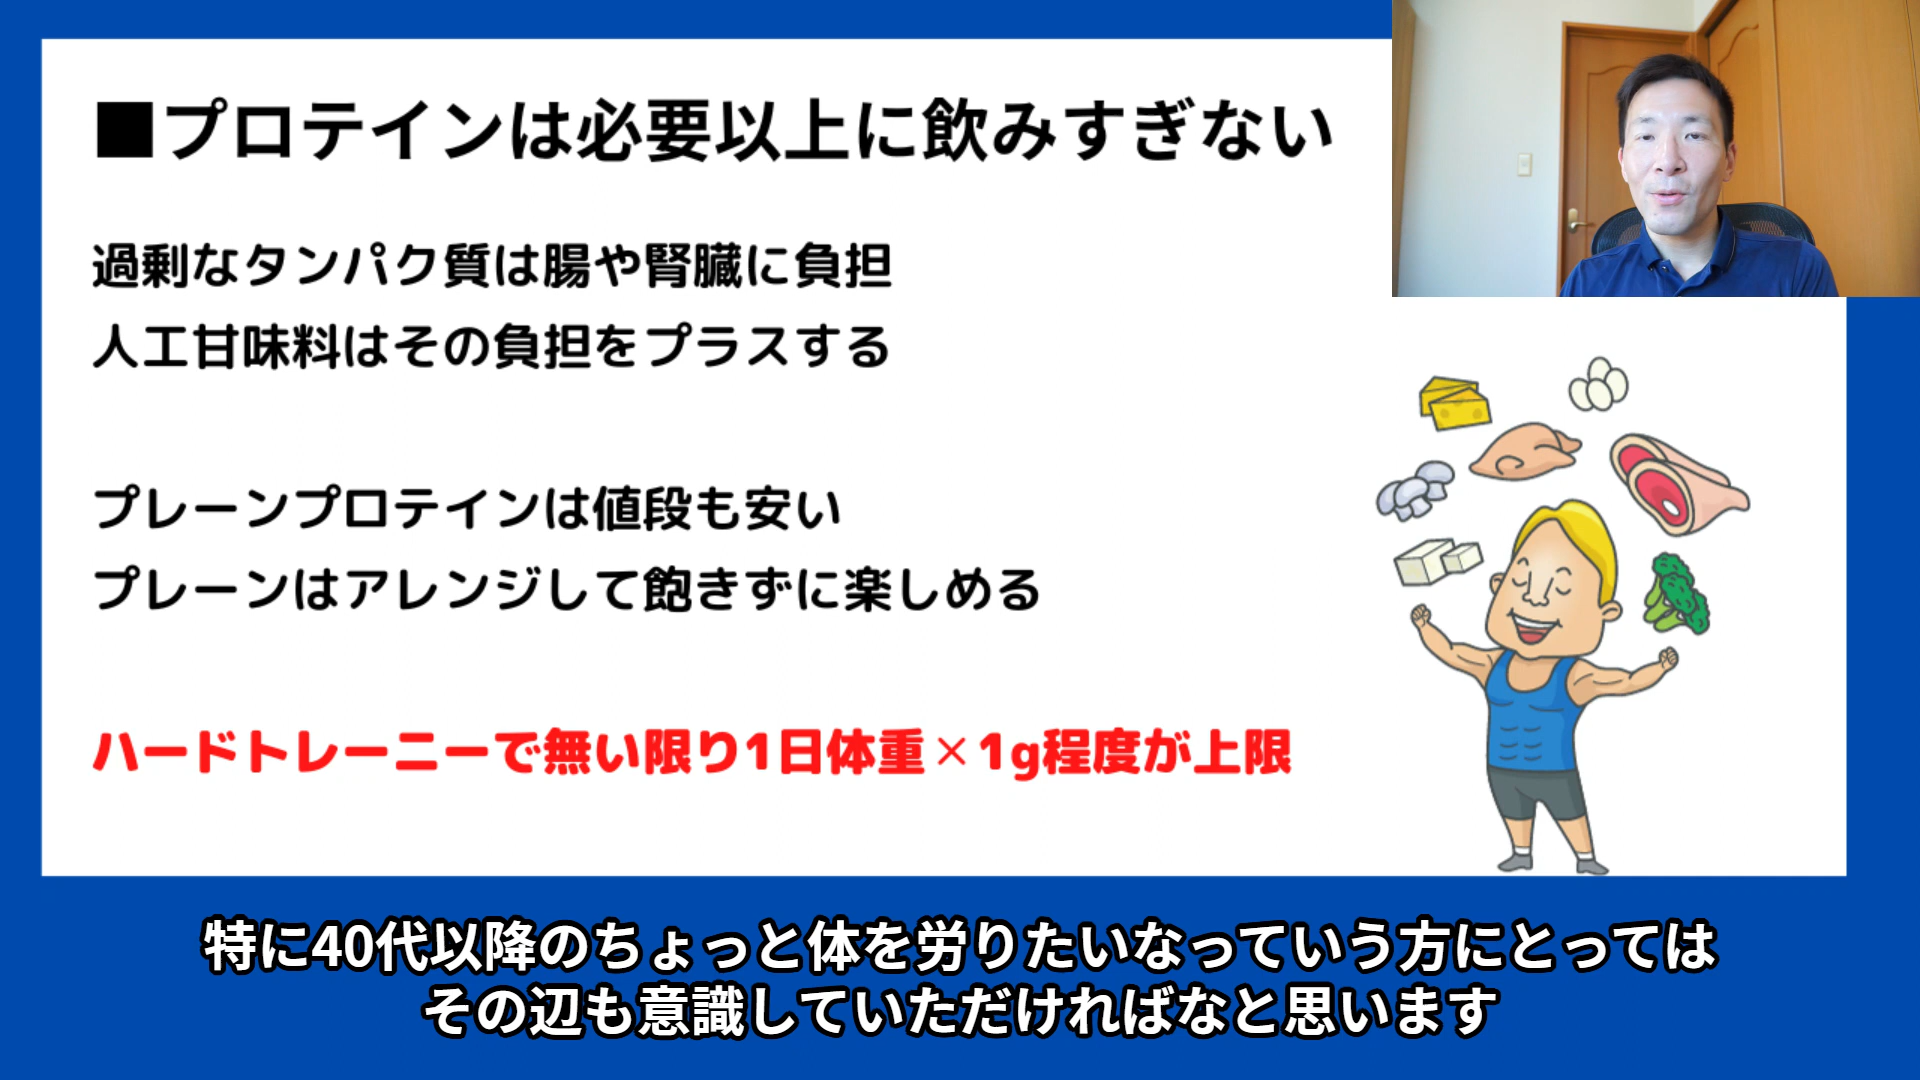 ■プロテインは必要以上に飲みすぎない
過剰なタンパク質は腸や腎臓に負担
人工甘味料はその負担をプラスする
プレーンプロテインは値段も安い
プレーンはアレンジして飽きずに楽しめる
ハードトレーニーで無い限り1日体重×1g程度が上限
特に40代以降のちょっと体を労りたいなっていう方にとっては
その辺も意識していただければなと思います